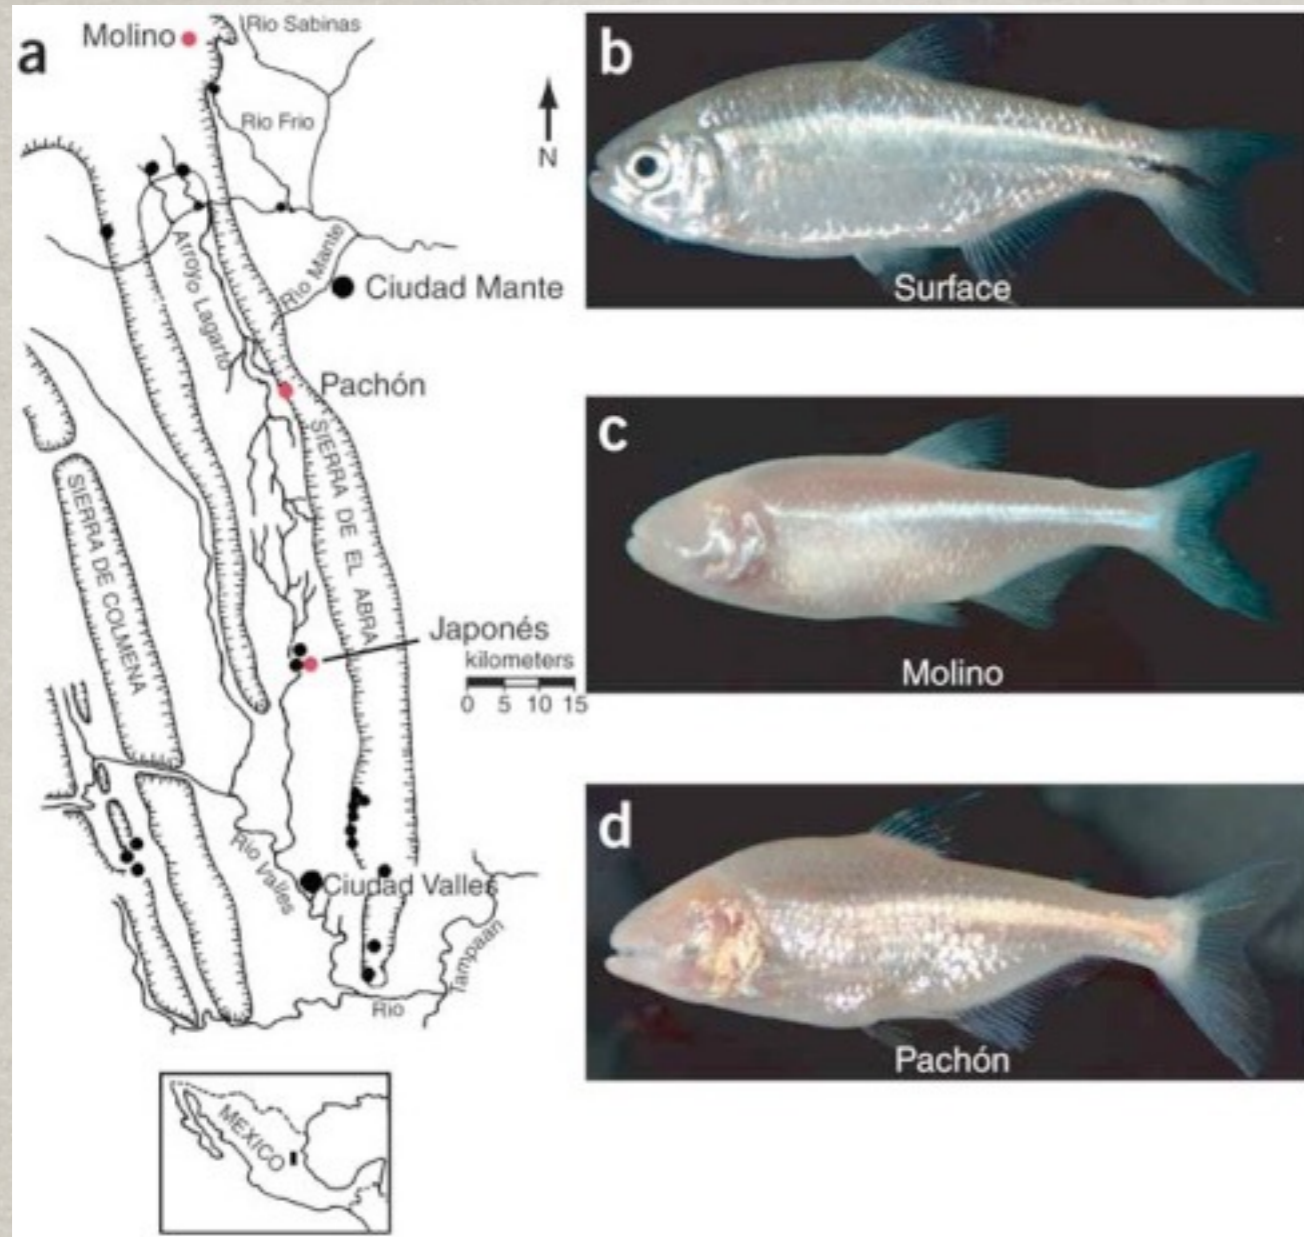 a
Molino
Rio Sabinas
Rio Frio
N
Arroyo Lagarto
Rio Mante
Ciudad Mante
Pachón
SIERRA DE EL ABRA
SIERRA DE COLMENA
Japonés
kilometers
0 5 10 15
Rio Valles
Ciudad Valles
Tampaan
Rio
MEXICO
b
Surface
c
Molino
d
Pachón